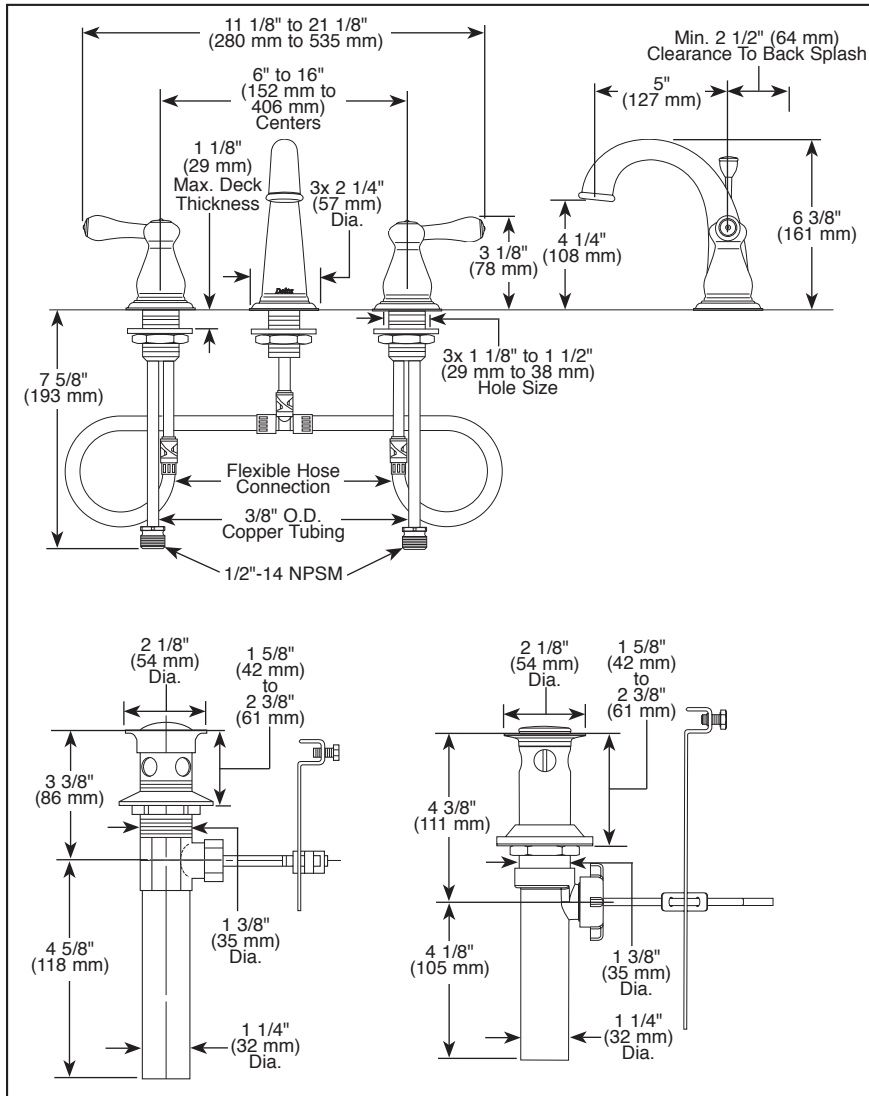 11 1/8" to 21 1/8"
(280 mm to 535 mm)
6" to 16"
(152 mm to
406 mm)
Centers
1 1/8"
(29 mm)
Max. Deck
Thickness
3x 2 1/4"
(57 mm)
Dia.
Delta
3 1/8"
(78 mm)
Min. 2 1/2" (64 mm)
Clearance To Back Splash
5"
(127 mm)
4 1/4"
(108 mm)
6 3/8"
(161 mm)
7 5/8"
(193 mm)
3x 1 1/8" to 1 1/2"
(29 mm to 38 mm)
Hole Size
Flexible Hose
Connection
3/8" O.D.
Copper Tubing
1/2"-14 NPSM
2 1/8"
(54 mm)
Dia.
1 5/8"
(42 mm)
to
2 3/8"
(61 mm)
3 3/8"
(86 mm)
4 5/8"
(118 mm)
1 3/8"
(35 mm)
Dia.
1 1/4"
(32 mm)
Dia.
2 1/8"
(54 mm)
Dia.
1 5/8"
(42 mm)
to
2 3/8"
(61 mm)
4 3/8"
(111 mm)
4 1/8"
(105 mm)
1 3/8"
(35 mm)
Dia.
1 1/4"
(32 mm)
Dia.